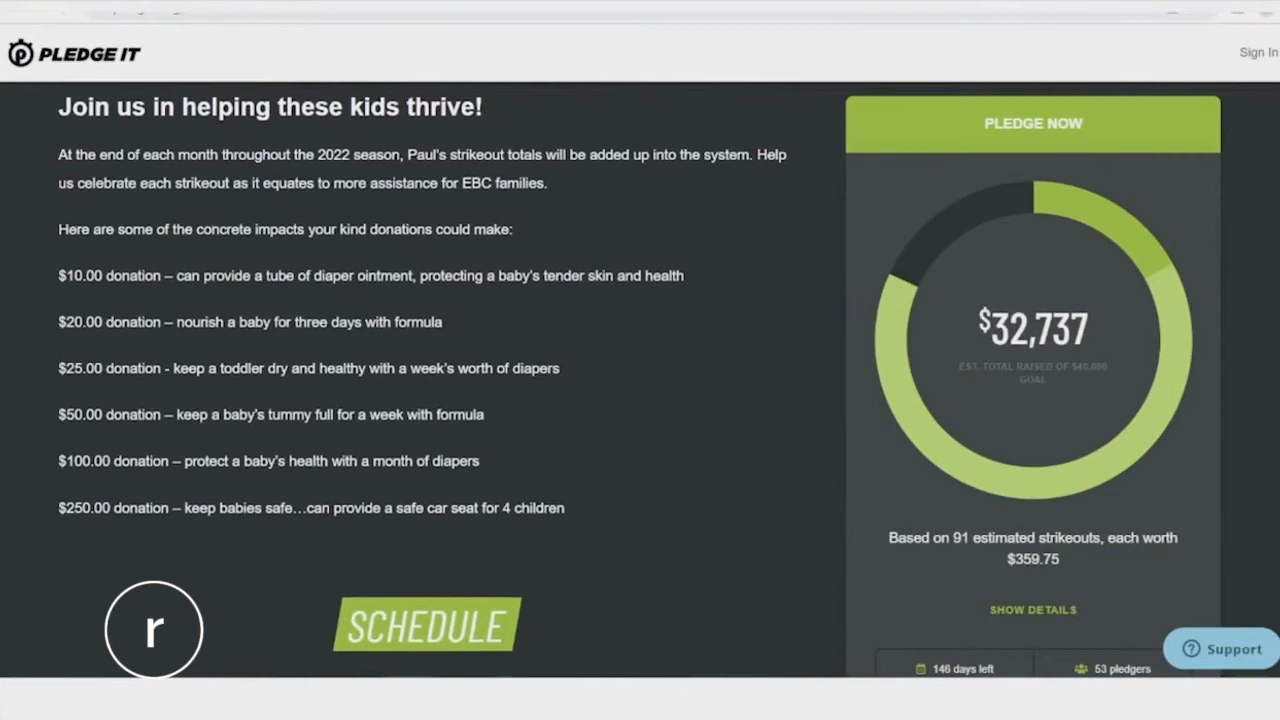 PLEDGE IT
Sign In
Join us in helping these kids thrive!
At the end of each month throughout the 2022 season, Paul's strikeout totals will be added up into the system. Help
us celebrate each strikeout as it equates to more assistance for EBC families.
Here are some of the concrete impacts your kind donations could make:
$10.00 donation – can provide a tube of diaper ointment, protecting a baby's tender skin and health
$20.00 donation – nourish a baby for three days with formula
$25.00 donation - keep a toddler dry and healthy with a week's worth of diapers
$50.00 donation – keep a baby's tummy full for a week with formula
$100.00 donation – protect a baby's health with a month of diapers
$250.00 donation – keep babies safe…can provide a safe car seat for 4 children
r
SCHEDULE
PLEDGE NOW
$32,737
EST. TOTAL RAISED OF $40,000
GOAL
Based on 91 estimated strikeouts, each worth
$359.75
SHOW DETAILS
146 days left
53 pledgers
Support